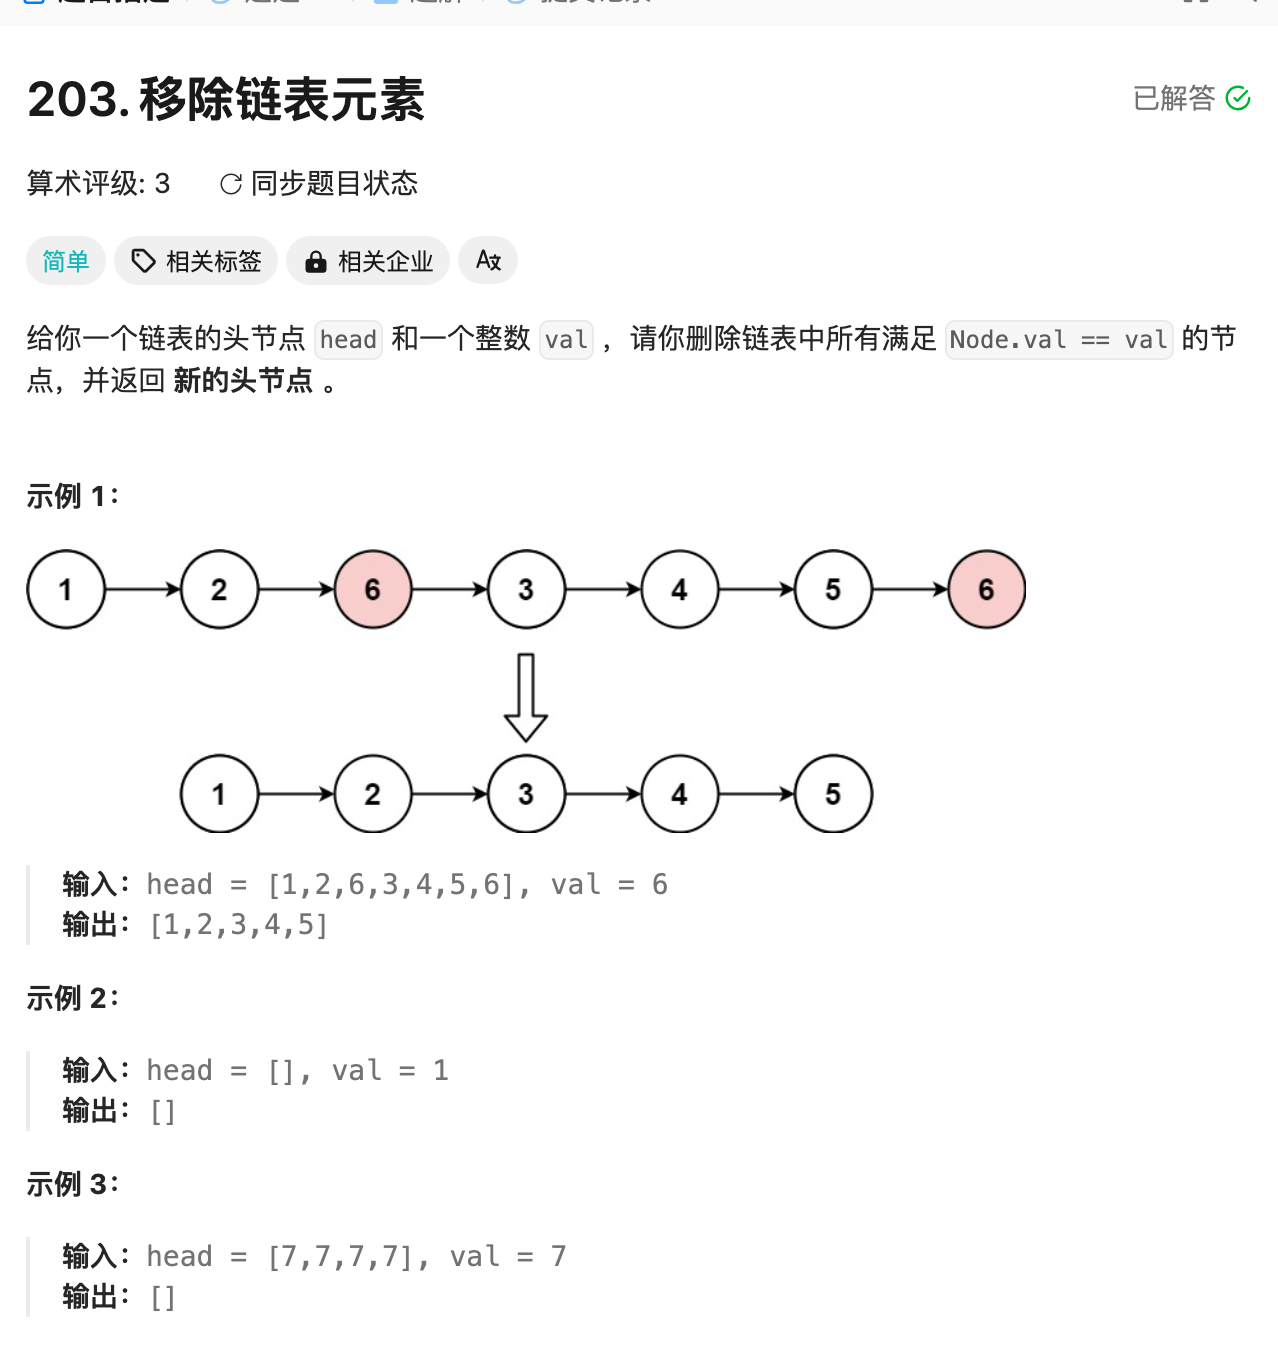 203. 移除链表元素
已解答
算术评级: 3 同步题目状态
简单 相关标签 相关企业
给你一个链表的头节点 head 和一个整数 val ，请你删除链表中所有满足 Node.val == val 的节
点，并返回 新的头节点 。
示例 1：
1 2 6 3 4 5 6
1 2 3 4 5
输入：head = [1,2,6,3,4,5,6], val = 6
输出：[1,2,3,4,5]
示例 2：
输入：head = [], val = 1
输出：[]
示例 3：
输入：head = [7,7,7,7], val = 7
输出：[]